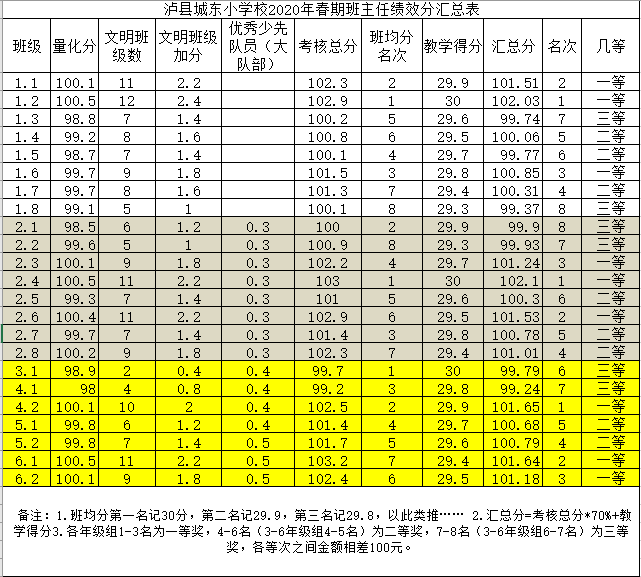 泸县城东小学校2020年春期班主任绩效分汇总表
班级 量化分 文明班级数 文明班级加分 优秀少先队员（大队部） 考核总分 班均分名次 教学得分 汇总分 名次 几等
1.1 100.1 11 2.2 102.3 2 29.9 101.51 2 一等
1.2 100.5 12 2.4 102.9 1 30 102.03 1 一等
1.3 98.8 7 1.4 100.2 5 29.6 99.74 7 三等
1.4 99.2 8 1.6 100.8 6 29.5 100.06 5 二等
1.5 98.7 7 1.4 100.1 4 29.7 99.77 6 二等
1.6 99.7 9 1.8 101.5 3 29.8 100.85 3 一等
1.7 99.7 8 1.6 101.3 7 29.4 100.31 4 二等
1.8 99.1 5 1 100.1 8 29.3 99.37 8 三等
2.1 98.5 6 1.2 0.3 100 2 29.9 99.9 8 三等
2.2 99.6 5 1 0.3 100.9 8 29.3 99.93 7 三等
2.3 100.1 9 1.8 0.3 102.2 4 29.7 101.24 3 一等
2.4 100.5 11 2.2 0.3 103 1 30 102.1 1 一等
2.5 99.3 7 1.4 0.3 101 5 29.6 100.3 6 二等
2.6 100.4 11 2.2 0.3 102.9 6 29.5 101.53 2 一等
2.7 99.7 7 1.4 0.3 101.4 3 29.8 100.78 5 二等
2.8 100.2 9 1.8 0.3 102.3 7 29.4 101.01 4 二等
3.1 98.9 2 0.4 0.4 99.7 1 30 99.79 6 三等
4.1 98 4 0.8 0.4 99.2 3 29.8 99.24 7 三等
4.2 100.1 10 2 0.4 102.5 2 29.9 101.65 1 一等
5.1 99.8 6 1.2 0.4 101.4 4 29.7 100.68 5 二等
5.2 99.8 7 1.4 0.5 101.7 5 29.6 100.79 4 二等
6.1 100.5 11 2.2 0.5 103.2 7 29.4 101.64 2 一等
6.2 100.1 9 1.8 0.5 102.4 6 29.5 101.18 3 一等
备注：1.班均分第一名记30分，第二名记29.9，第三名记29.8，以此类推…… 2.汇总分=考核总分*70%+教
学得分3.各年级组1-3名为一等奖，4-6名（3-6年级组4-5名）为二等奖，7-8名（3-6年级组6-7名）为三等
奖，各等次之间金额相差100元。